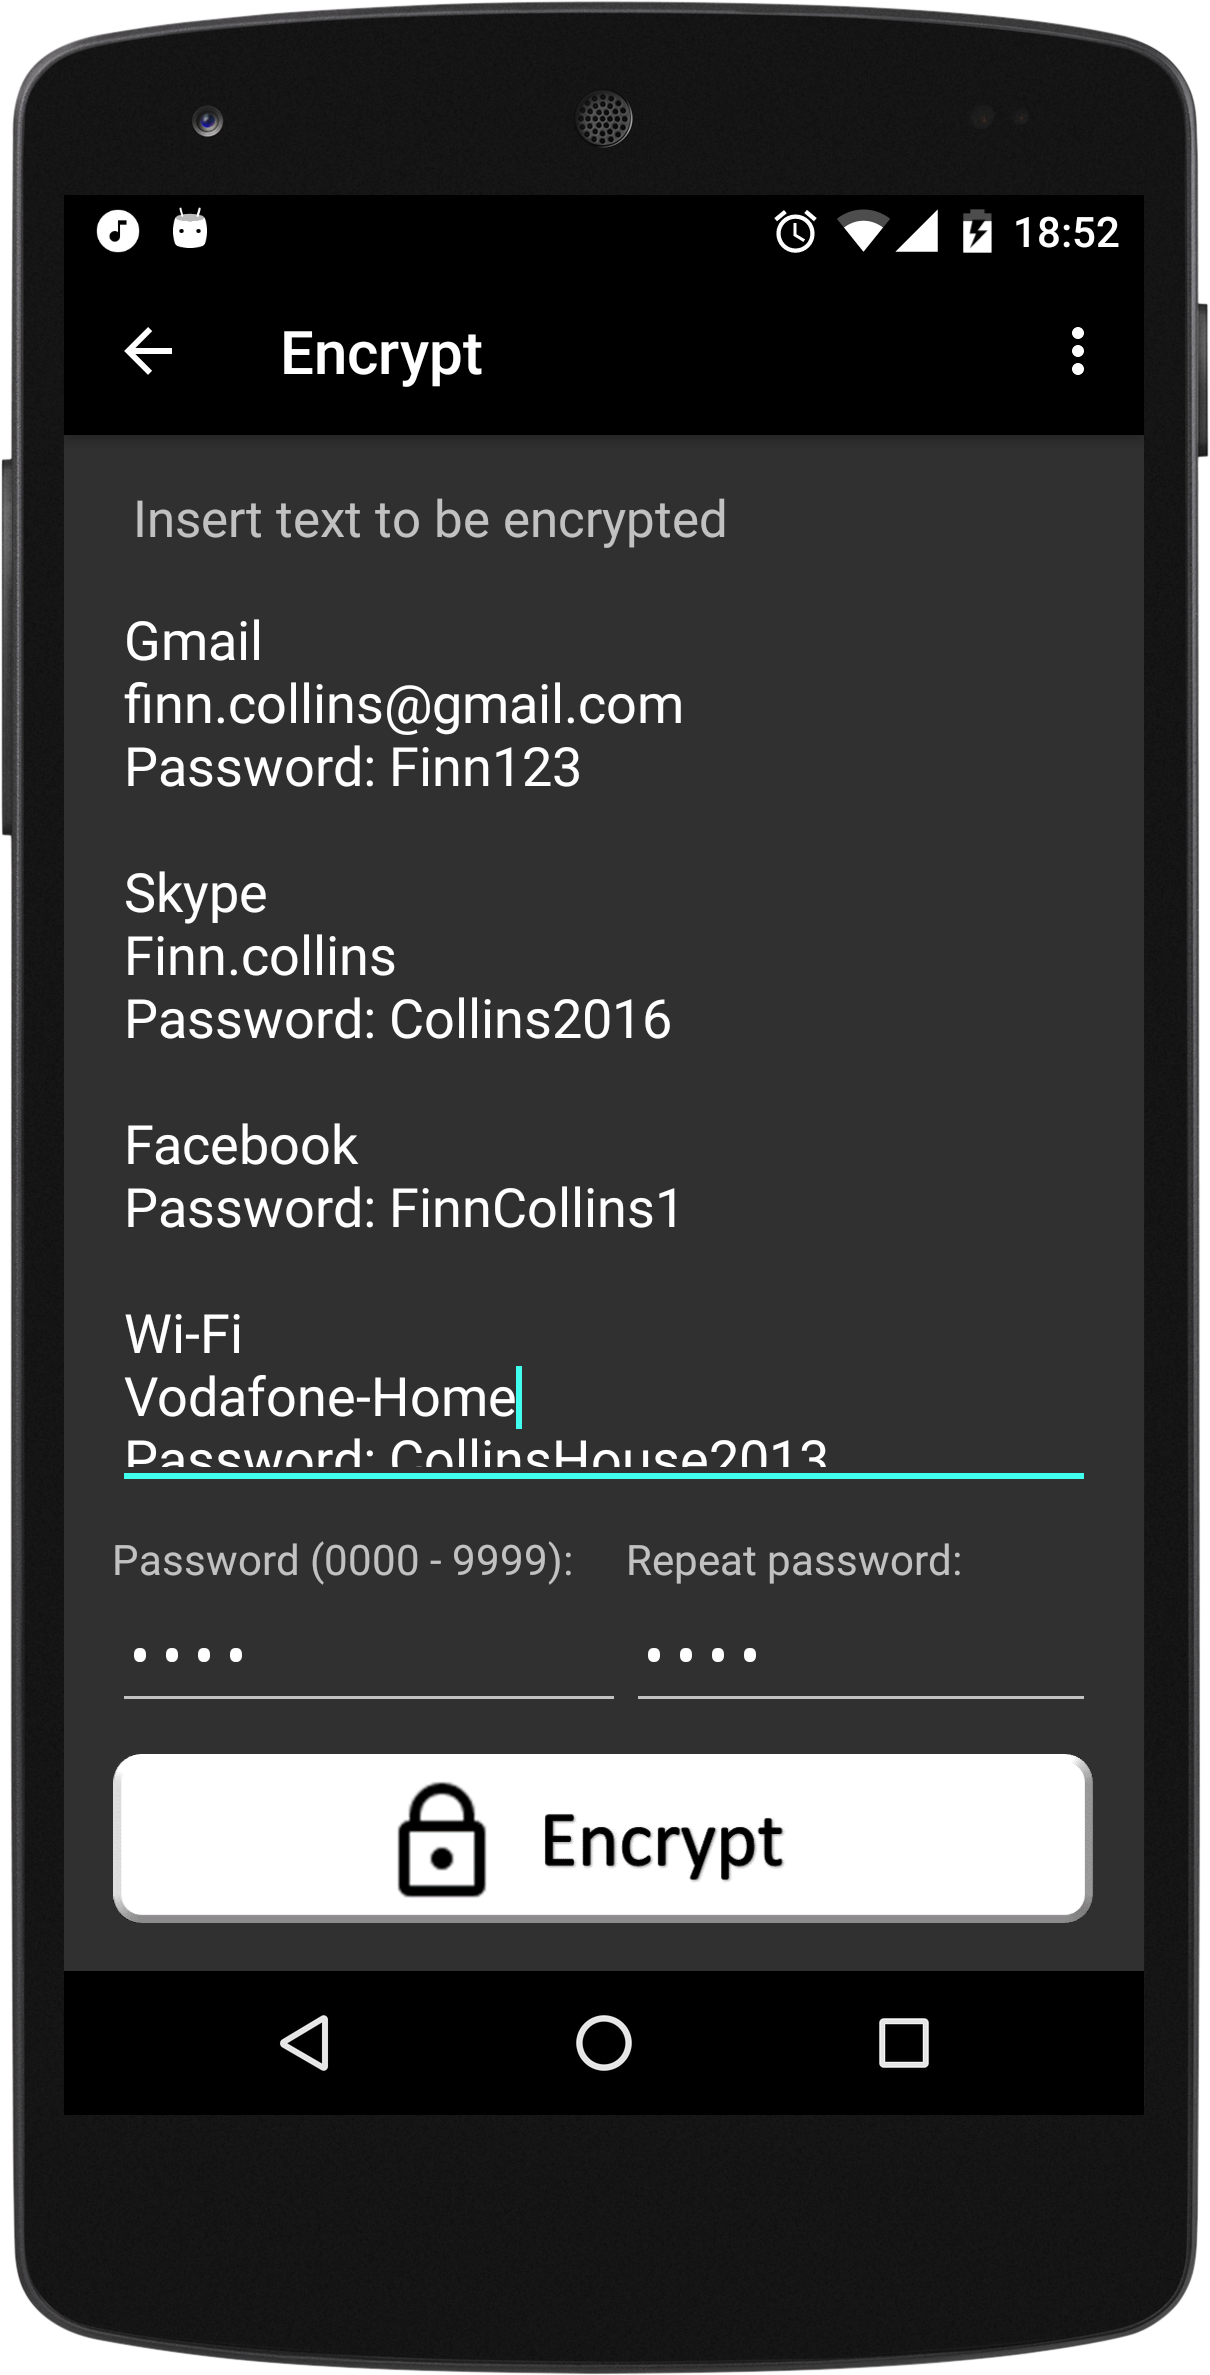 18:52
Encrypt
Insert text to be encrypted
Gmail
finn.collins@gmail.com
Password: Finn123
Skype
Finn.collins
Password: Collins2016
Facebook
Password: FinnCollins1
Wi-Fi
Vodafone-Home
Password: CollinsHouse2013
Password (0000 - 9999): Repeat password:
Encrypt